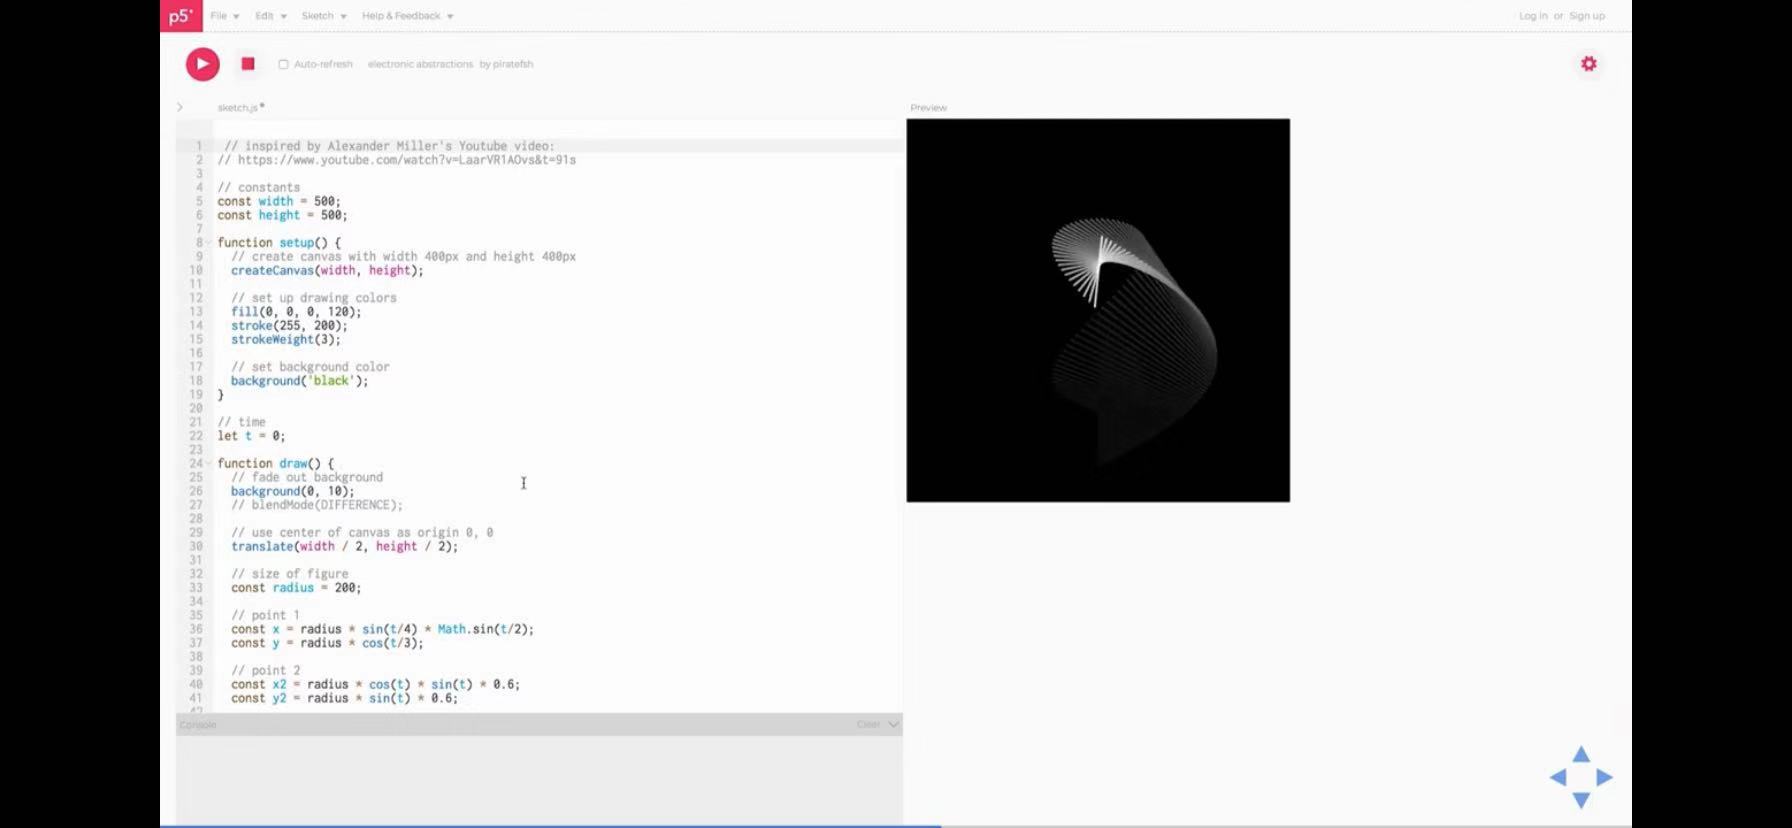 p5* File Edit Sketch Help & Feedback Log in or Sign up
Auto-refresh electronic abstractions by piratefsh
sketch.js Preview
1 // inspired by Alexander Miller's Youtube video:
2 // https://www.youtube.com/watch?v=LaarVR1AOvs&t=91s
3
4 // constants
5 const width = 500;
6 const height = 500;
7
8 function setup() {
9 // create canvas with width 400px and height 400px
10 createCanvas(width, height);
11
12 // set up drawing colors
13 fill(0, 0, 0, 120);
14 stroke(255, 200);
15 strokeWeight(3);
16
17 // set background color
18 background('black');
19 }
20
21 // time
22 let t = 0;
23
24 function draw() {
25 // fade out background
26 background(0, 10);
27 // blendMode(DIFFERENCE);
28
29 // use center of canvas as origin 0, 0
30 translate(width / 2, height / 2);
31
32 // size of figure
33 const radius = 200;
34
35 // point 1
36 const x = radius * sin(t/4) * Math.sin(t/2);
37 const y = radius * cos(t/3);
38
39 // point 2
40 const x2 = radius * cos(t) * sin(t) * 0.6;
41 const y2 = radius * sin(t) * 0.6;
42
Console Clear